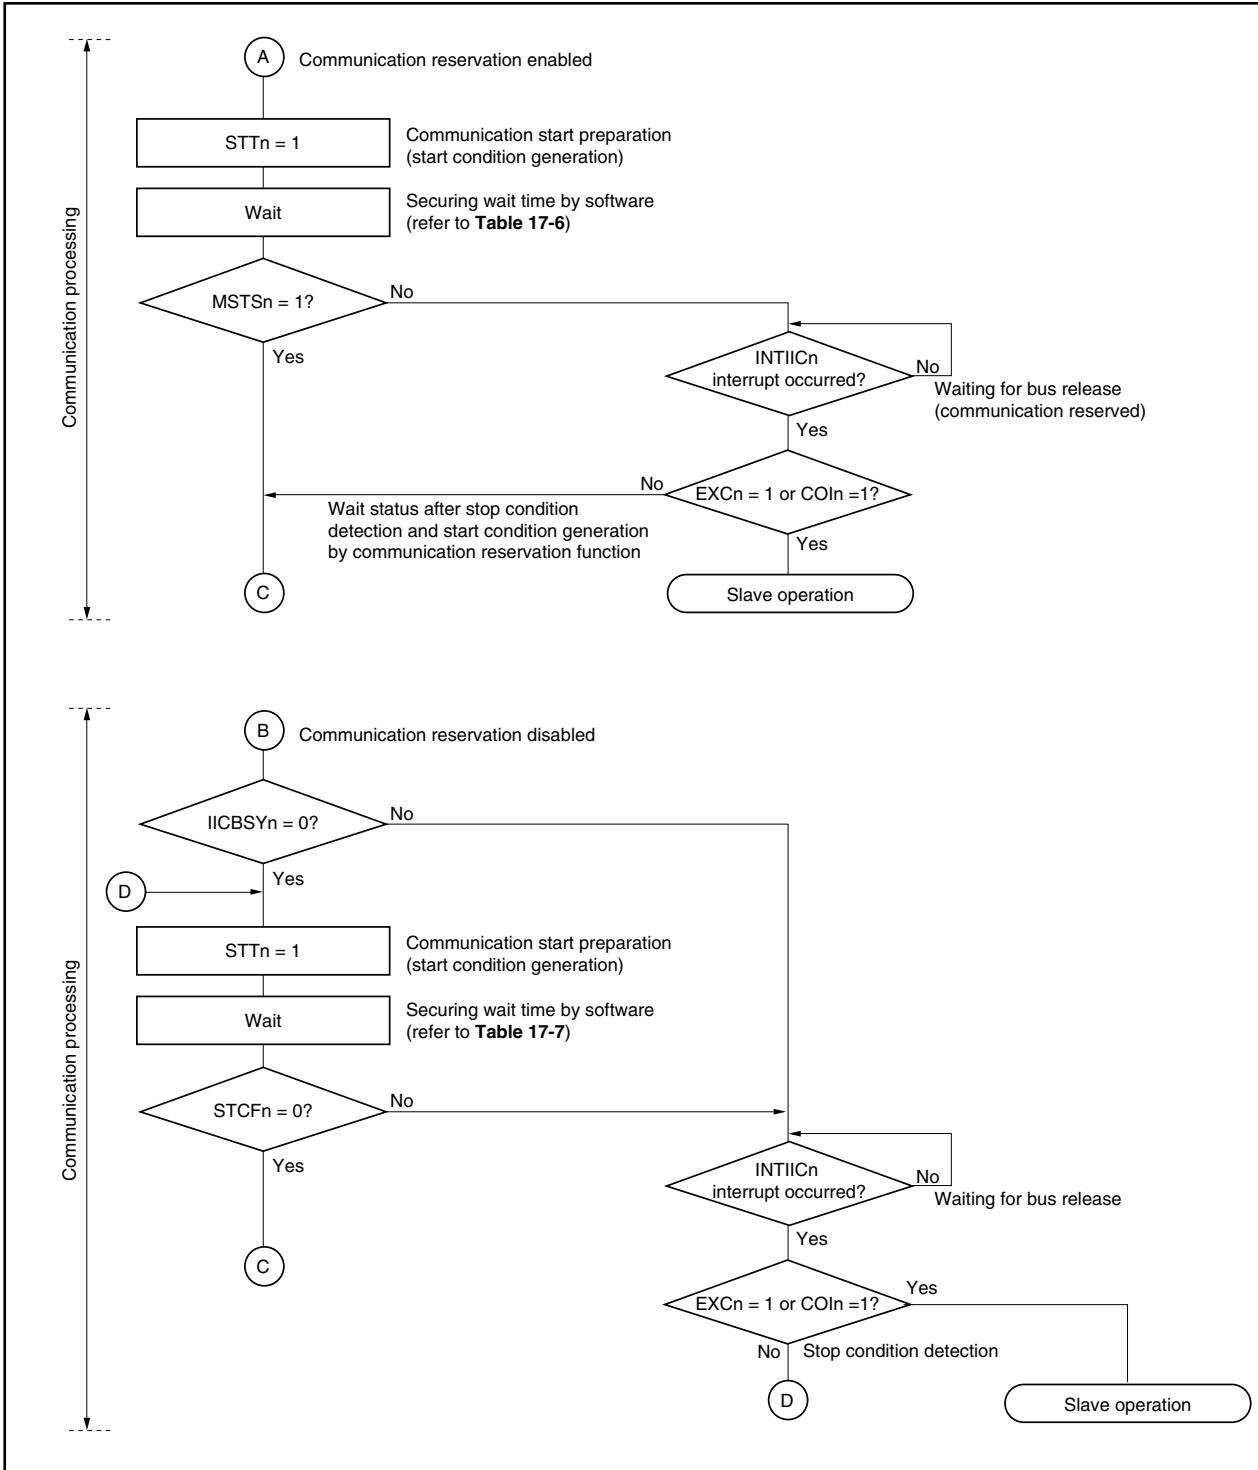 A
Communication reservation enabled
STTn = 1
Communication start preparation
(start condition generation)
Wait
Securing wait time by software
(refer to Table 17-6)
MSTSn = 1?
No
Yes
INTIICn
interrupt occurred?
No
Waiting for bus release
(communication reserved)
Yes
EXCn = 1 or COIn =1?
No
Wait status after stop condition
detection and start condition generation
by communication reservation function
Yes
C
Slave operation
Communication processing
B
Communication reservation disabled
IICBSYn = 0?
No
Yes
D
STTn = 1
Communication start preparation
(start condition generation)
Wait
Securing wait time by software
(refer to Table 17-7)
STCFn = 0?
No
Yes
C
INTIICn
interrupt occurred?
No
Waiting for bus release
Yes
EXCn = 1 or COIn =1?
Yes
No
Stop condition detection
D
Slave operation
Communication processing